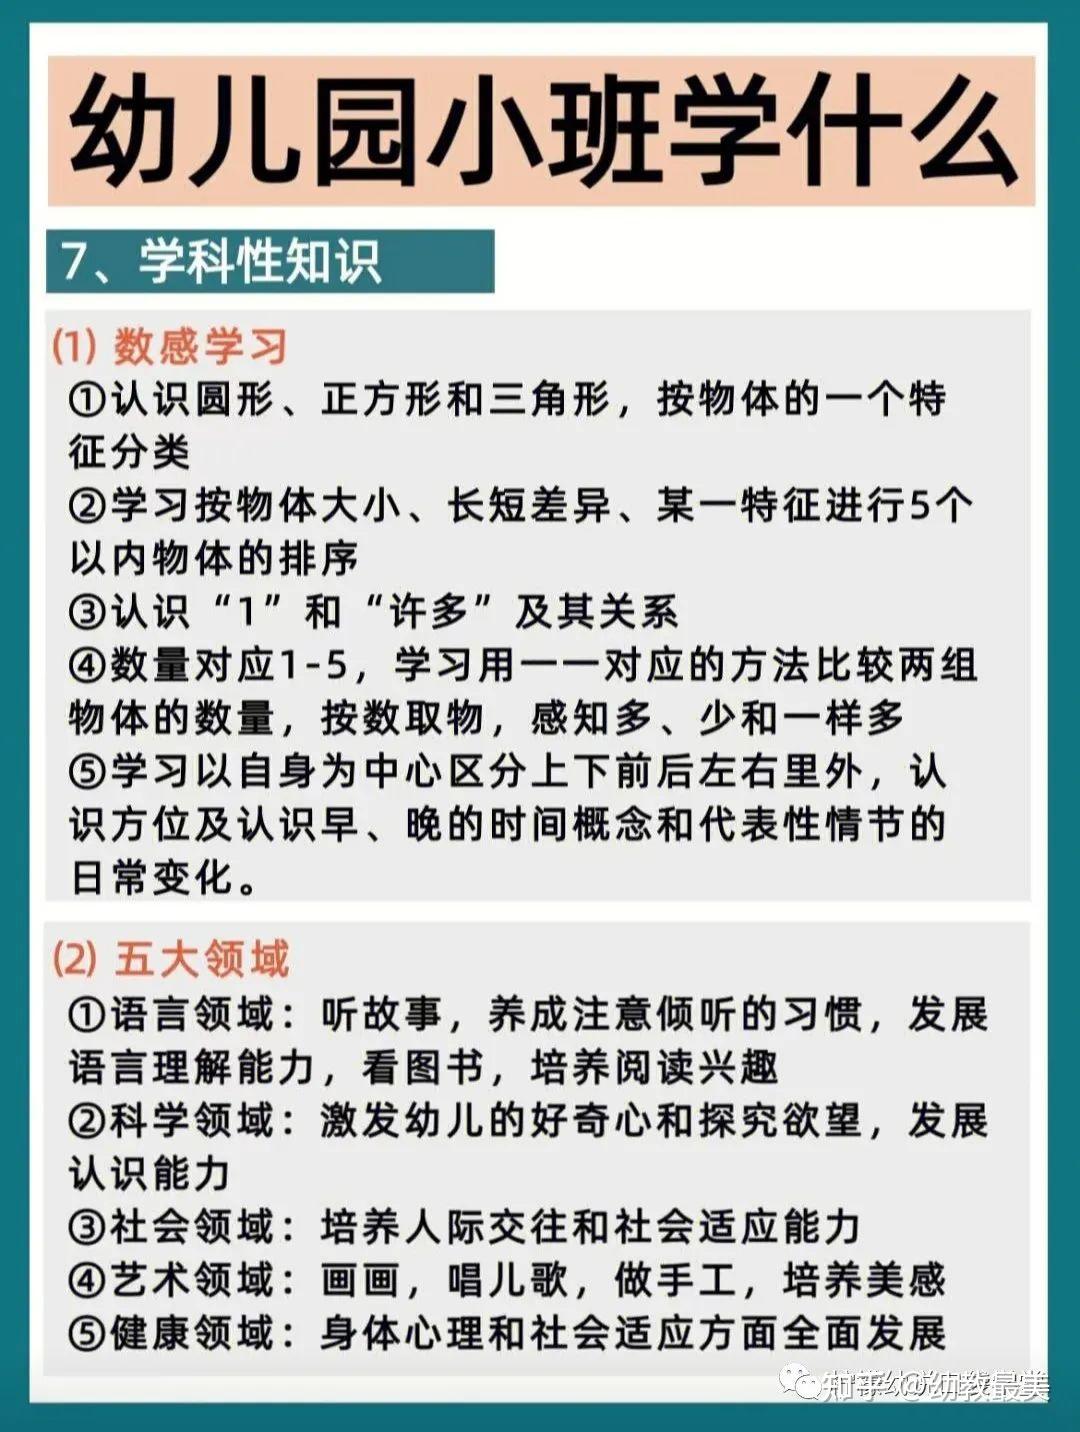 幼儿园小班学什么
7、学科性知识
(1) 数感学习
①认识圆形、正方形和三角形，按物体的一个特
征分类
②学习按物体大小、长短差异、某一特征进行5个
以内物体的排序
③认识“1”和“许多”及其关系
④数量对应1-5，学习用一一对应的方法比较两组
物体的数量，按数取物，感知多、少和一样多
⑤学习以自身为中心区分上下前后左右里外，认
识方位及认识早、晚的时间概念和代表性情节的
日常变化。
(2) 五大领域
①语言领域：听故事，养成注意倾听的习惯，发展
语言理解能力，看图书，培养阅读兴趣
②科学领域：激发幼儿的好奇心和探究欲望，发展
认识能力
③社会领域：培养人际交往和社会适应能力
④艺术领域：画画，唱儿歌，做手工，培养美感
⑤健康领域：身体心理和社会适应方面全面发展
知乎 @幼教最美